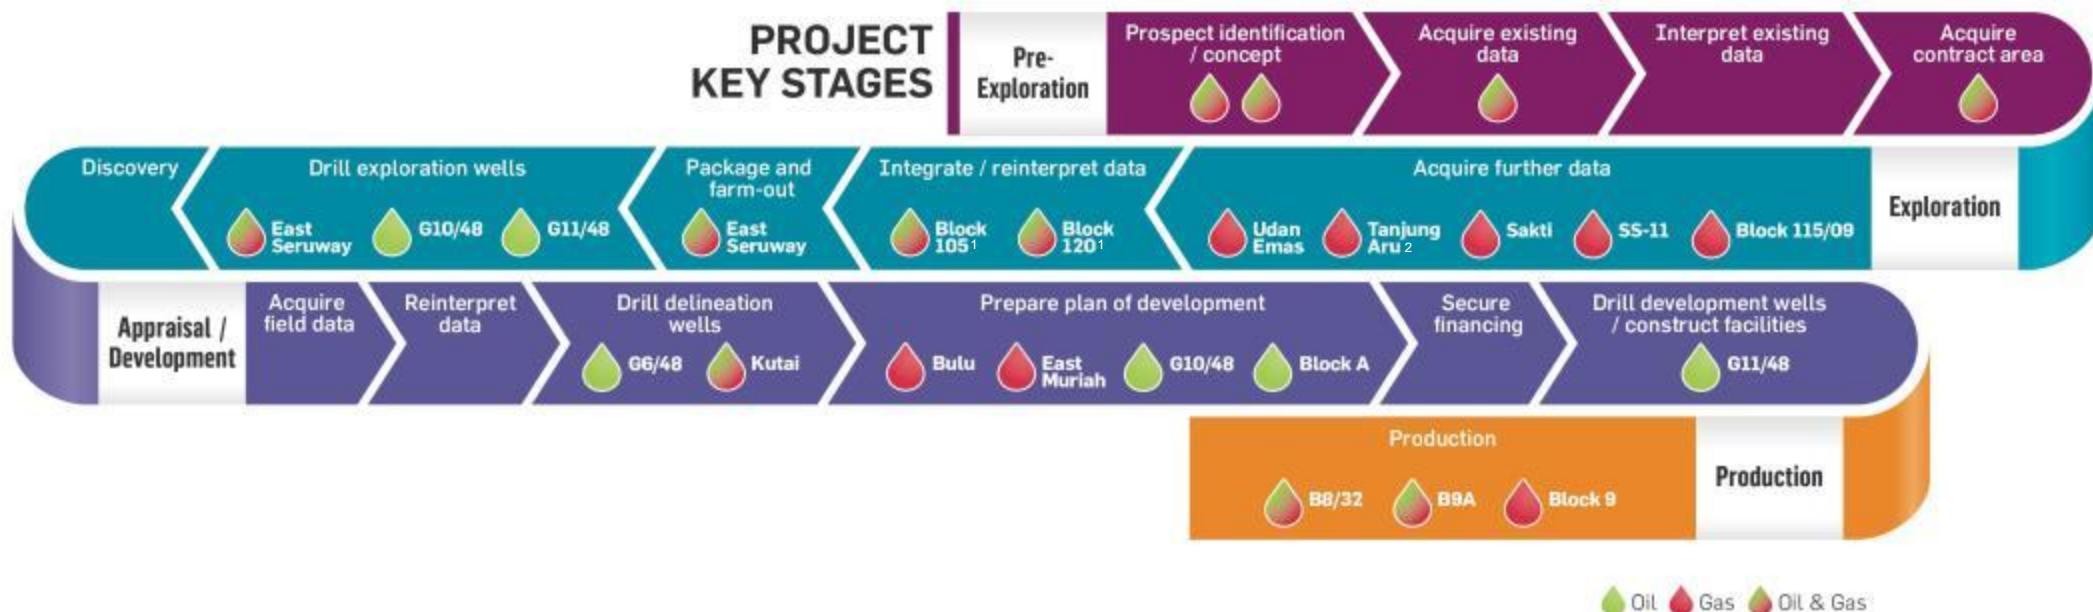 PROJECT
KEY STAGES
Pre-
Exploration
Prospect identification
/ concept
Acquire existing
data
Interpret existing
data
Acquire
contract area
Discovery
Drill exploration wells
East
Seruway
G10/48
G11/48
Package and
farm-out
East
Seruway
Integrate / reinterpret data
Block
105¹
Block
120¹
Acquire further data
Udan
Emas
Tanjung
Aru 2
Sakti
SS-11
Block 115/09
Exploration
Appraisal /
Development
Acquire
field data
Reinterpret
data
Drill delineation
wells
G6/48
Kutai
Prepare plan of development
Bulu
East
Muriah
G10/48
Block A
Secure
financing
Drill development wells
/ construct facilities
G11/48
Production
B8/32
B9A
Block 9
Production
Oil
Gas
Oil & Gas